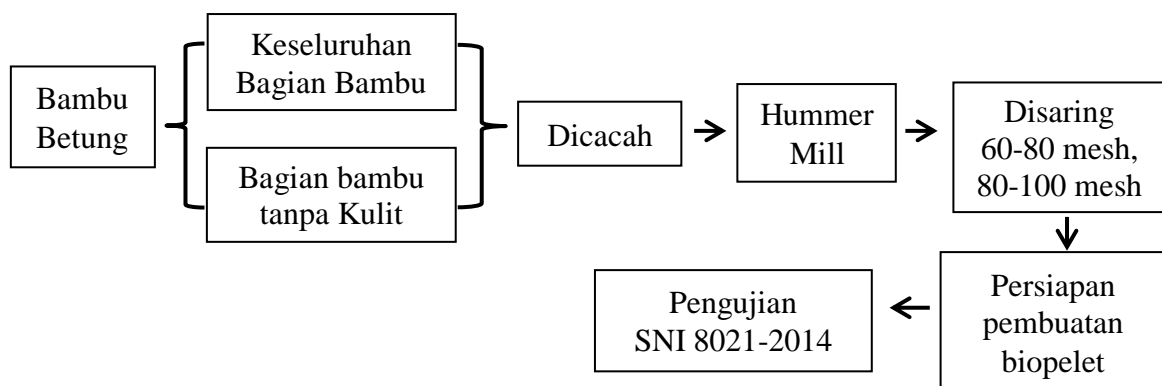 Bambu
Betung
Keseluruhan
Bagian Bambu
Bagian bambu
tanpa Kulit
Dicacah
Hummer
Mill
Disaring
60-80 mesh,
80-100 mesh
Persiapan
pembuatan
biopelet
Pengujian
SNI 8021-2014